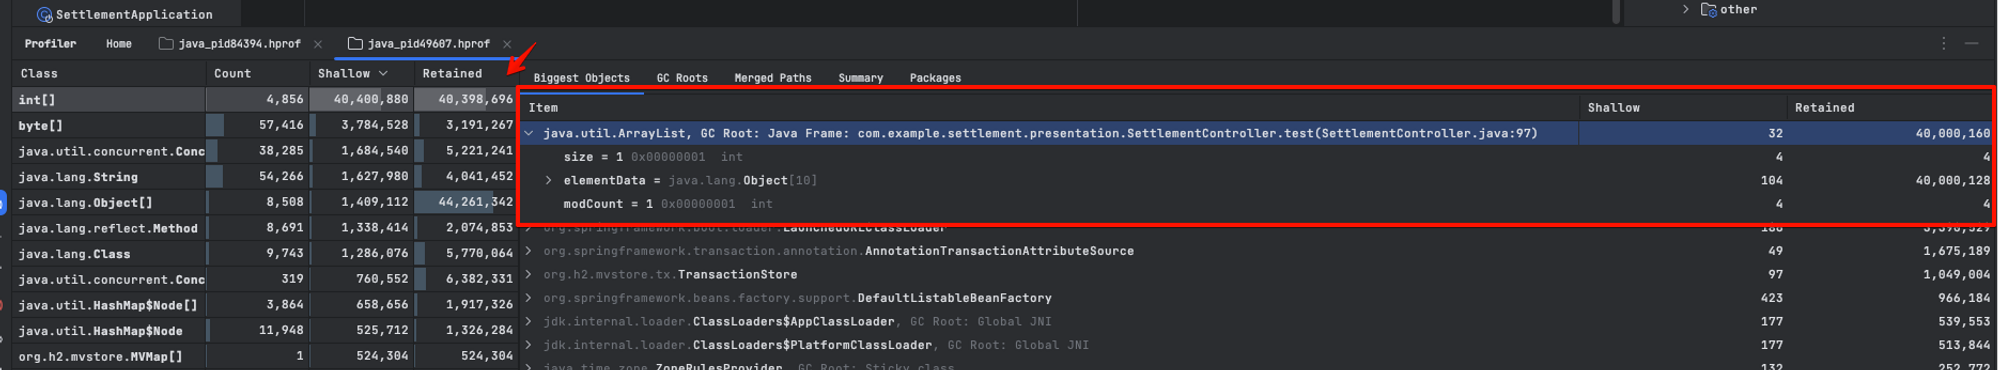 SettlementApplication
other
Profiler Home java_pid84394.hprof java_pid49607.hprof
Class Count Shallow Retained
int[] 4,856 40,400,880 40,398,696
byte[] 57,416 3,784,528 3,191,267
java.util.concurrent.Conc 38,285 1,684,540 5,221,241
java.lang.String 54,266 1,627,980 4,041,452
java.lang.Object[] 8,508 1,409,112 44,261,342
java.lang.reflect.Method 8,691 1,338,414 2,074,853
java.lang.Class 9,743 1,286,076 5,770,064
java.util.concurrent.Conc 319 760,552 6,382,331
java.util.HashMap$Node[] 3,864 658,656 1,917,326
java.util.HashMap$Node 11,948 525,712 1,326,284
org.h2.mvstore.MVMap[] 1 524,304 524,304
Biggest Objects GC Roots Merged Paths Summary Packages
Item Shallow Retained
java.util.ArrayList, GC Root: Java Frame: com.example.settlement.presentation.SettlementController.test(SettlementController.java:97) 32 40,000,160
size = 1 0x00000001 int 4 4
elementData = java.lang.Object[10] 104 40,000,128
modCount = 1 0x00000001 int 4 4
org.springframework.boot.loader.LaunchedURLClassLoader
org.springframework.transaction.annotation.AnnotationTransactionAttributeSource 49 1,675,189
org.h2.mvstore.tx.TransactionStore 97 1,049,004
org.springframework.beans.factory.support.DefaultListableBeanFactory 423 966,184
jdk.internal.loader.ClassLoaders$AppClassLoader, GC Root: Global JNI 177 539,553
jdk.internal.loader.ClassLoaders$PlatformClassLoader, GC Root: Global JNI 177 513,844
java.time.zone.ZoneRulesProvider, GC Root: Sticky class 132 252,772